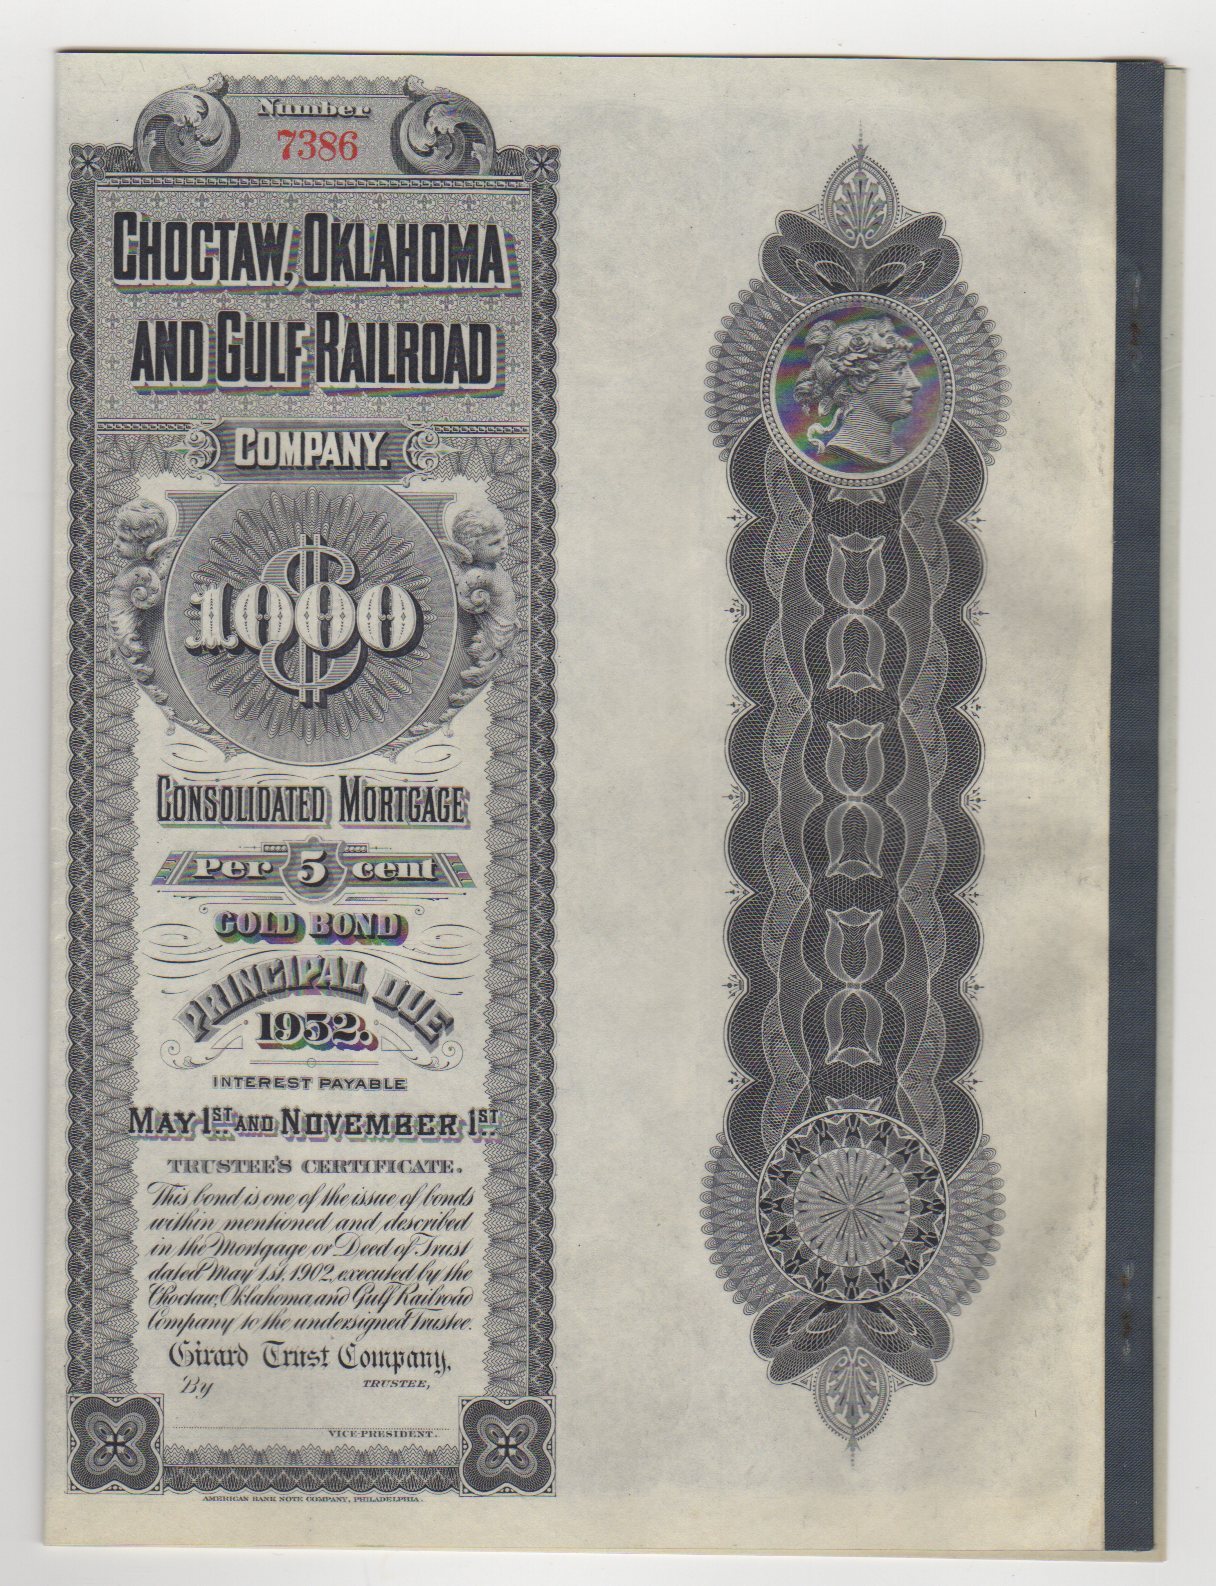 Number
7386
CHOCTAW, OKLAHOMA
AND GULF RAILROAD
COMPANY.
$1000
CONSOLIDATED MORTGAGE
Per 5 cent
GOLD BOND
PRINCIPAL DUE
1952.
INTEREST PAYABLE
MAY 1ST AND NOVEMBER 1ST
TRUSTEE'S CERTIFICATE.
This bond is one of the issue of bonds
within mentioned and described
in the Mortgage or Deed of Trust
dated May 1st, 1902, executed by the
Choctaw, Oklahoma and Gulf Railroad
Company to the undersigned Trustee.
Girard Trust Company,
By TRUSTEE,
VICE-PRESIDENT.
AMERICAN BANK NOTE COMPANY, PHILADELPHIA.